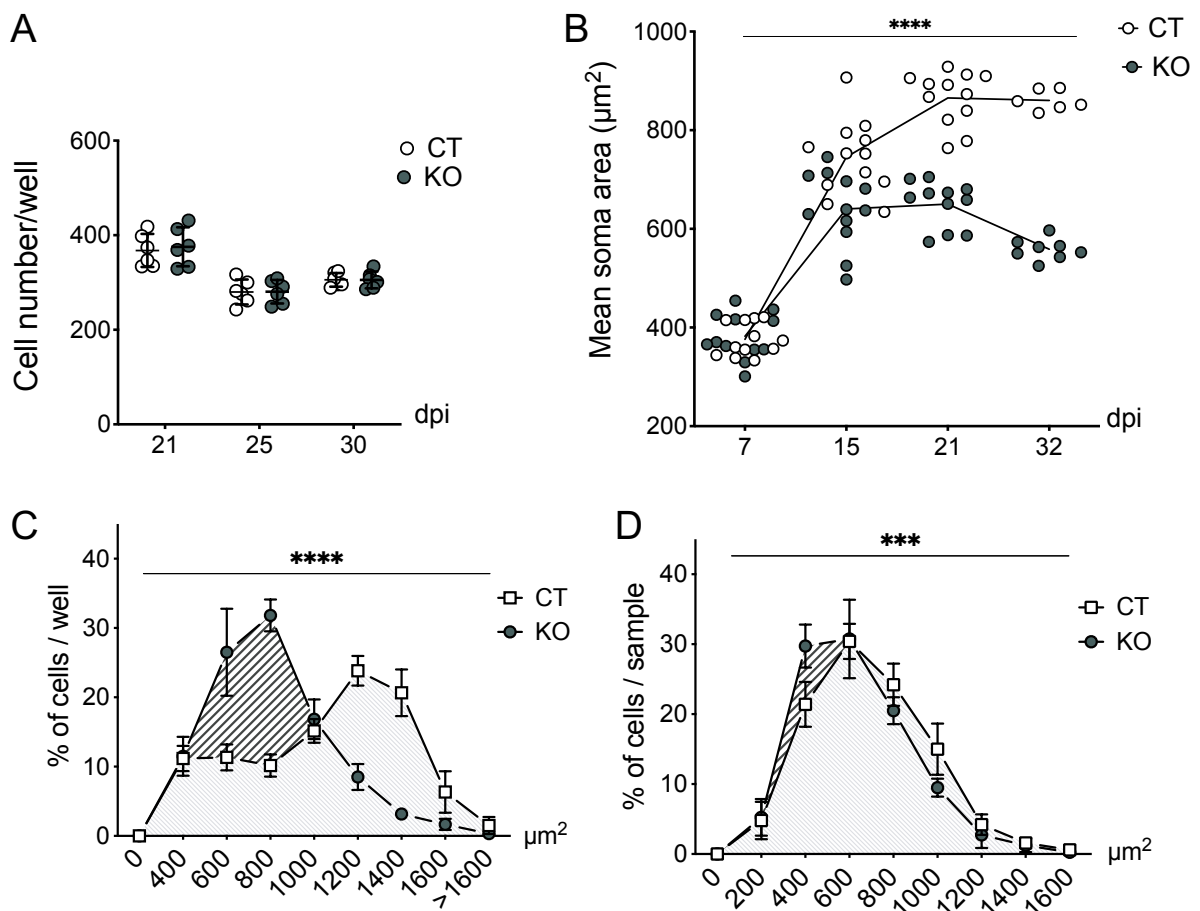 A
Cell number/well
600
400
200
0
21 25 30
dpi
CT
KO
B
Mean soma area (µm²)
1000
800
600
400
200
7 15 21 32
dpi
****
CT
KO
C
% of cells / well
40
30
20
10
0
0 400 600 800 1000 1200 1400 1600 >1600
µm²
****
CT
KO
D
% of cells / sample
40
30
20
10
0
0 200 400 600 800 1000 1200 1400 1600
µm²
***
CT
KO